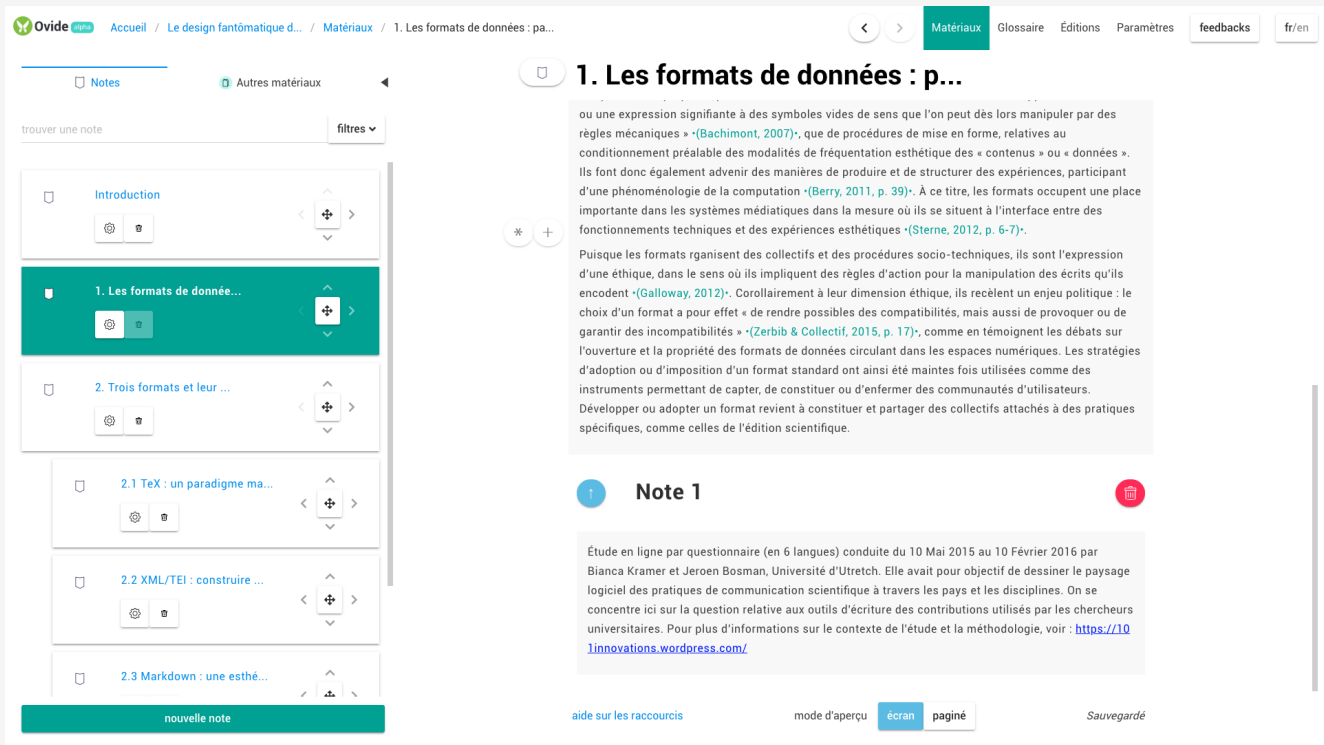 Ovide alpha
Accueil / Le design fantômatique d... / Matériaux / 1. Les formats de données : pa...
Matériaux Glossaire Éditions Paramètres feedbacks fr/en
Notes
Autres matériaux
trouver une note
filtres
Introduction
1. Les formats de donnée...
2. Trois formats et leur ...
2.1 TeX : un paradigme ma...
2.2 XML/TEI : construire ...
2.3 Markdown : une esthé...
nouvelle note
1. Les formats de données : p...
ou une expression signifiante à des symboles vides de sens que l'on peut dès lors manipuler par des
règles mécaniques » •(Bachimont, 2007)•, que de procédures de mise en forme, relatives au
conditionnement préalable des modalités de fréquentation esthétique des « contenus » ou « données ».
Ils font donc également advenir des manières de produire et de structurer des expériences, participant
d'une phénoménologie de la computation •(Berry, 2011, p. 39)•. À ce titre, les formats occupent une place
importante dans les systèmes médiatiques dans la mesure où ils se situent à l'interface entre des
fonctionnements techniques et des expériences esthétiques •(Sterne, 2012, p. 6-7)•.
Puisque les formats rganisent des collectifs et des procédures socio-techniques, ils sont l'expression
d'une éthique, dans le sens où ils impliquent des règles d'action pour la manipulation des écrits qu'ils
encodent •(Galloway, 2012)•. Corollairement à leur dimension éthique, ils recèlent un enjeu politique : le
choix d'un format a pour effet « de rendre possibles des compatibilités, mais aussi de provoquer ou de
garantir des incompatibilités » •(Zerbib & Collectif, 2015, p. 17)•, comme en témoignent les débats sur
l'ouverture et la propriété des formats de données circulant dans les espaces numériques. Les stratégies
d'adoption ou d'imposition d'un format standard ont ainsi été maintes fois utilisées comme des
instruments permettant de capter, de constituer ou d'enfermer des communautés d'utilisateurs.
Développer ou adopter un format revient à constituer et partager des collectifs attachés à des pratiques
spécifiques, comme celles de l'édition scientifique.
Note 1
Étude en ligne par questionnaire (en 6 langues) conduite du 10 Mai 2015 au 10 Février 2016 par
Bianca Kramer et Jeroen Bosman, Université d'Utretch. Elle avait pour objectif de dessiner le paysage
logiciel des pratiques de communication scientifique à travers les pays et les disciplines. On se
concentre ici sur la question relative aux outils d'écriture des contributions utilisés par les chercheurs
universitaires. Pour plus d'informations sur le contexte de l'étude et la méthodologie, voir : https://10
1innovations.wordpress.com/
aide sur les raccourcis
mode d'aperçu écran paginé
Sauvegardé